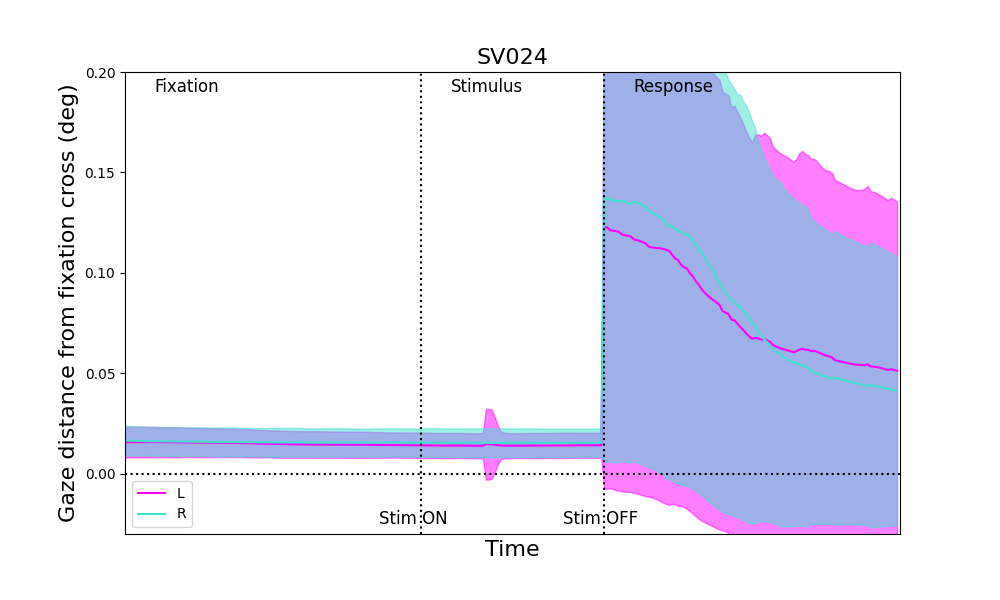 SV024
Fixation
Stimulus
Response
Gaze distance from fixation cross (deg)
0.20
0.15
0.10
0.05
0.00
L
R
Stim ON
Stim OFF
Time